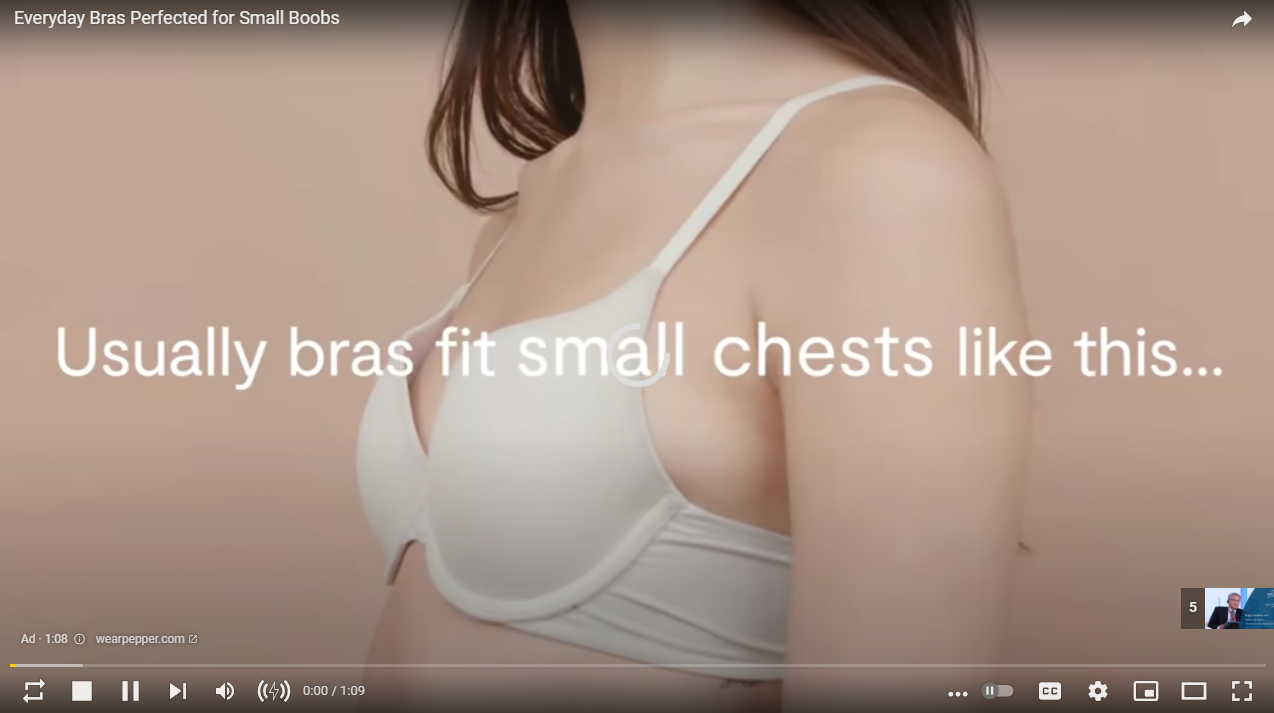 Everyday Bras Perfected for Small Boobs
Usually bras fit small chests like this...
5
Ad · 1:08 wearpepper.com
0:00 / 1:09
CC